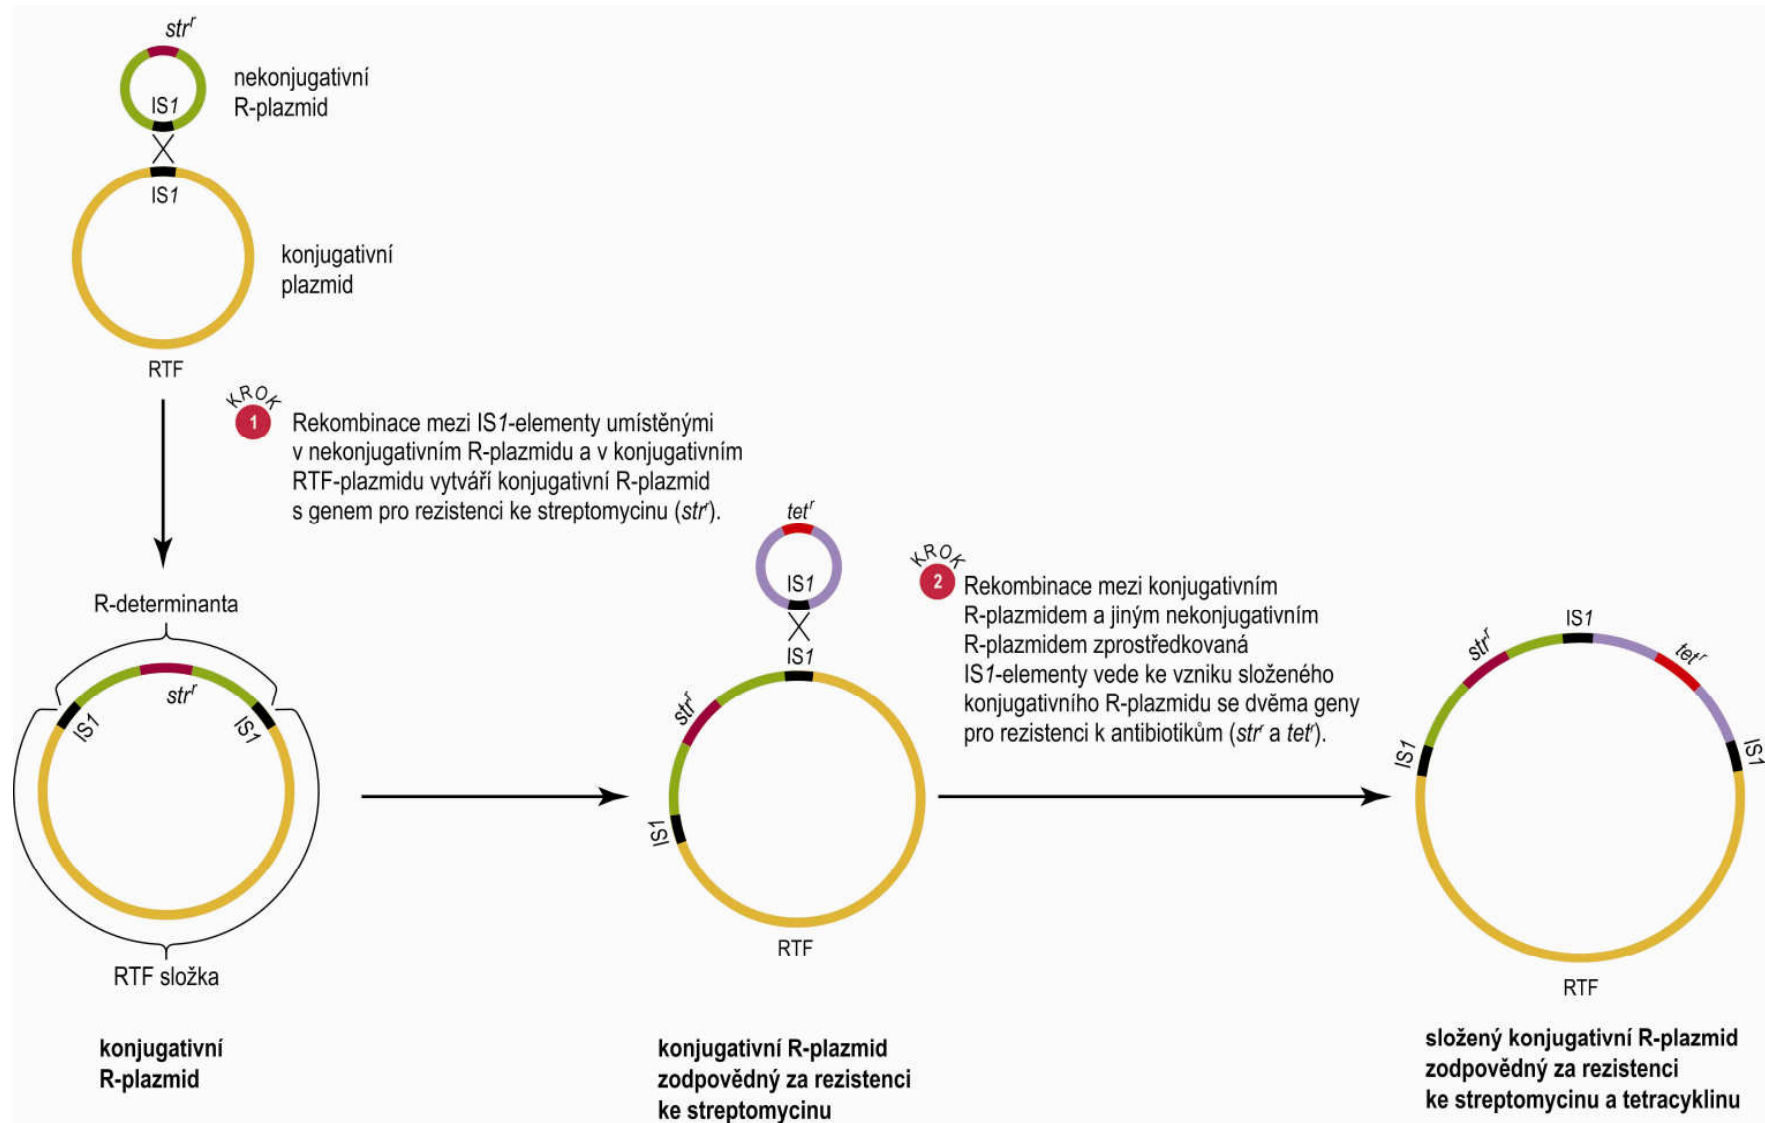 str^r
nekonjugativní
R-plazmid
IS1
IS1
konjugativní
plazmid
RTF
KROK
1
Rekombinace mezi IS1-elementy umístěnými
v nekonjugativním R-plazmidu a v konjugativním
RTF-plazmidu vytváří konjugativní R-plazmid
s genem pro rezistenci ke streptomycinu (str^r).
R-determinanta
str^r
IS1
IS1
RTF složka
konjugativní
R-plazmid
tet^r
IS1
IS1
str^r
IS1
RTF
konjugativní R-plazmid
zodpovědný za rezistenci
ke streptomycinu
KROK
2
Rekombinace mezi konjugativním
R-plazmidem a jiným nekonjugativním
R-plazmidem zprostředkovaná
IS1-elementy vede ke vzniku složeného
konjugativního R-plazmidu se dvěma geny
pro rezistenci k antibiotikům (str^r a tet^r).
IS1
str^r
tet^r
IS1
IS1
RTF
složený konjugativní R-plazmid
zodpovědný za rezistenci
ke streptomycinu a tetracyklinu